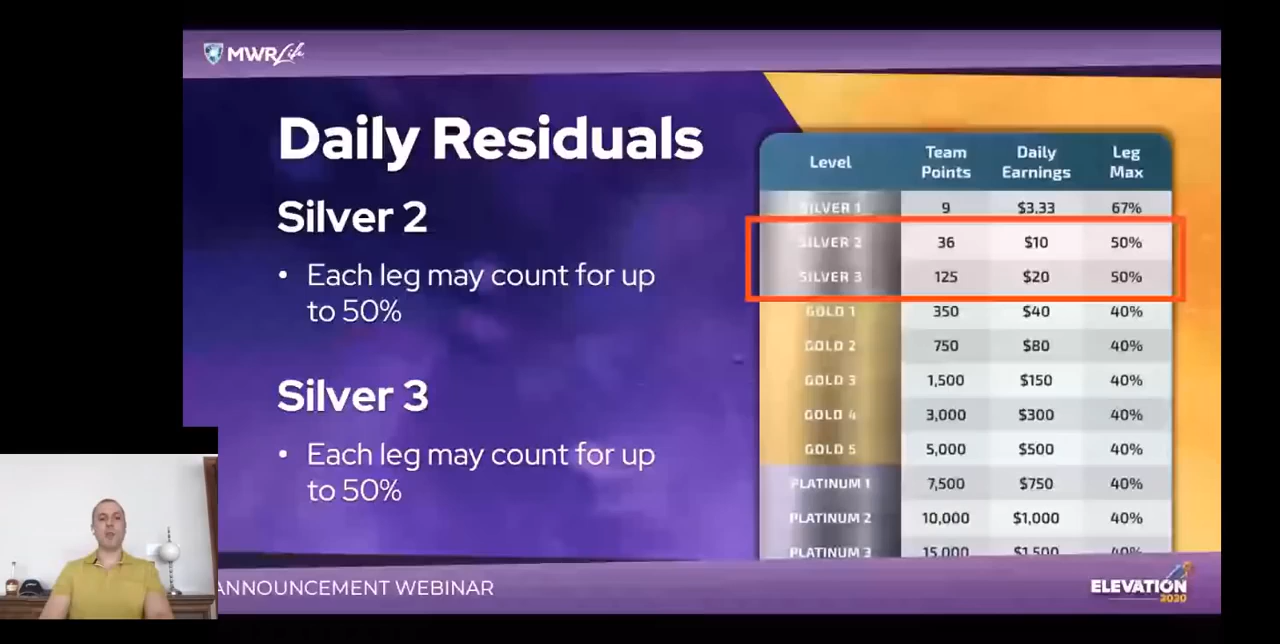 MWRLife
Daily Residuals
Silver 2
• Each leg may count for up
to 50%
Silver 3
• Each leg may count for up
to 50%
Level Team Points Daily Earnings Leg Max
SILVER 1 9 $3.33 67%
SILVER 2 36 $10 50%
SILVER 3 125 $20 50%
GOLD 1 350 $40 40%
GOLD 2 750 $80 40%
GOLD 3 1,500 $150 40%
GOLD 4 3,000 $300 40%
GOLD 5 5,000 $500 40%
PLATINUM 1 7,500 $750 40%
PLATINUM 2 10,000 $1,000 40%
PLATINUM 3 15,000 $1,500 40%
ANNOUNCEMENT WEBINAR
ELEVATION
2020